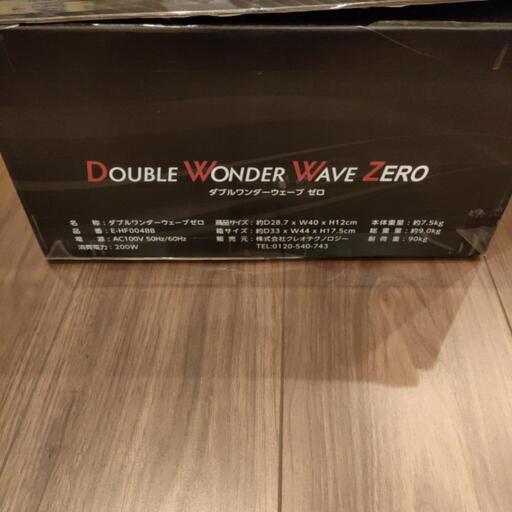 DOUBLE WONDER WAVE ZERO
ダブルワンダーウェーブ ゼロ
名 称：ダブルワンダーウェーブゼロ 商品サイズ：約D28.7 x W40 x H12cm 本体重量：約7.5kg
品 番：E-HF004BB 箱サイズ：約D33 x W44 x H17.5cm 総 重 量：約9.0kg
電 源：AC100V 50Hz/60Hz 販 売 元：株式会社クレオテクノロジー 耐 荷 重：90kg
消費電力：200W TEL:0120-540-743